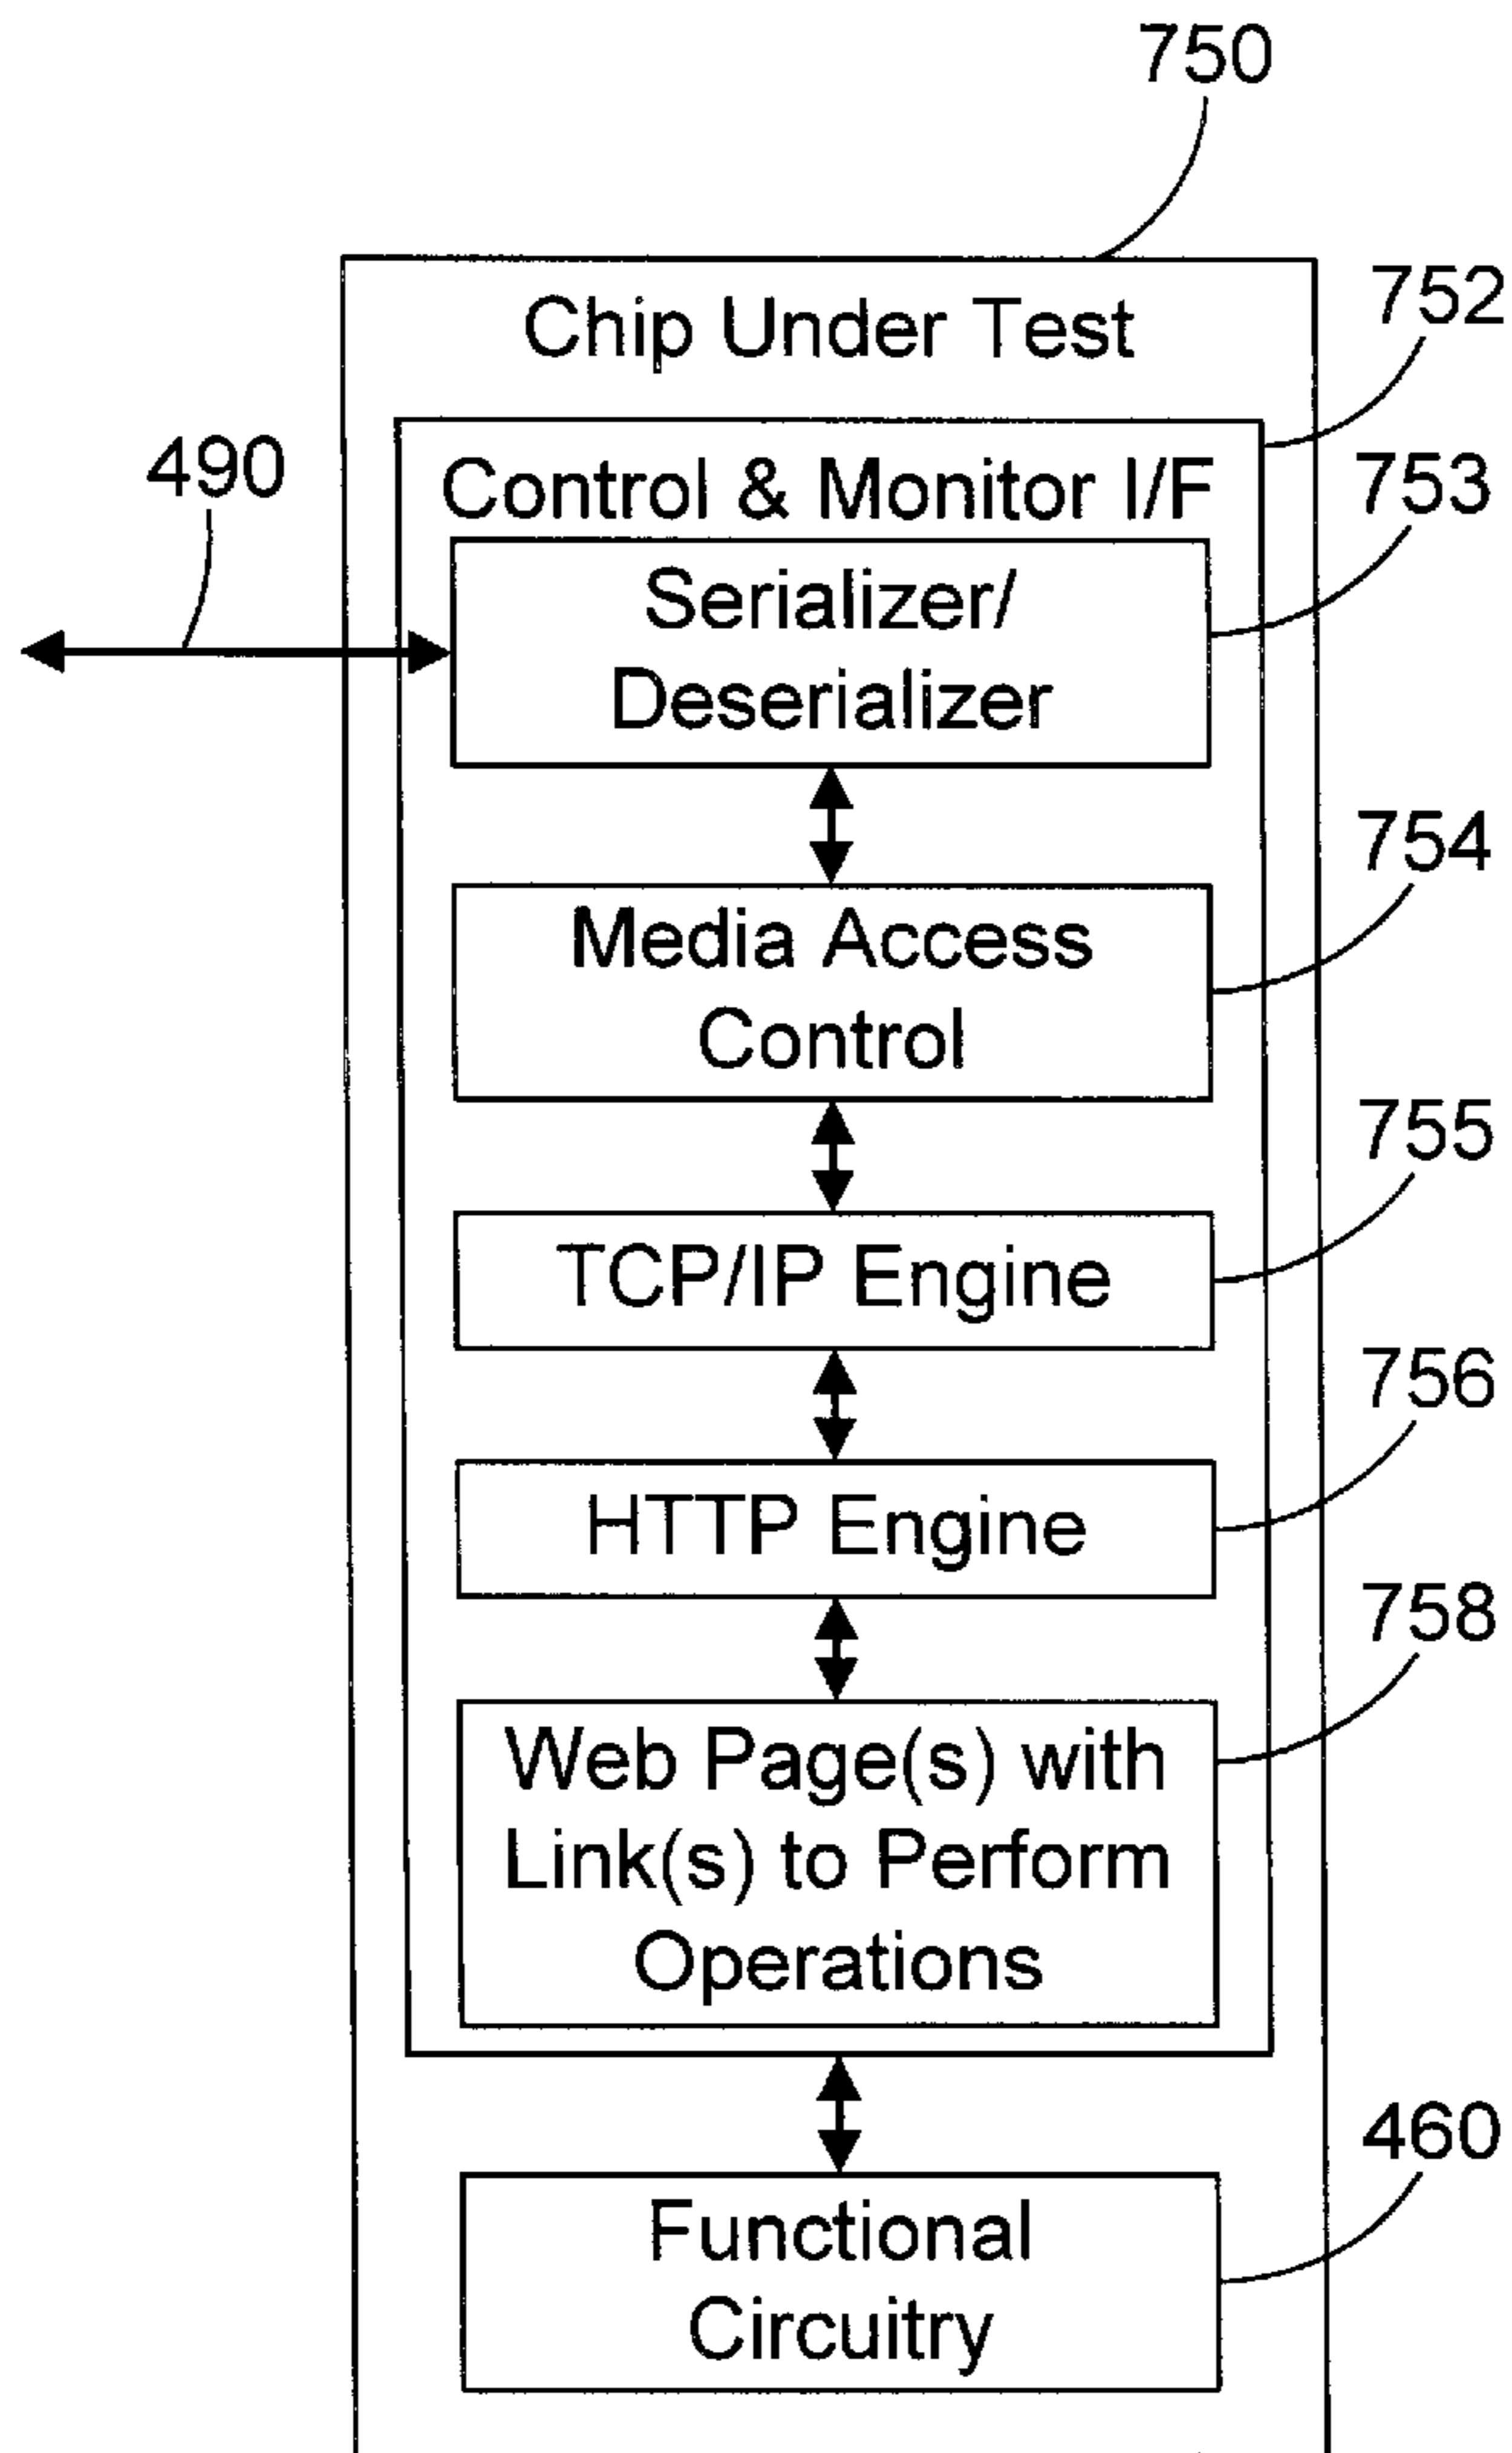 750
Chip Under Test
752
490
Control & Monitor I/F
753
Serializer/
Deserializer
754
Media Access
Control
755
TCP/IP Engine
756
HTTP Engine
758
Web Page(s) with
Link(s) to Perform
Operations
460
Functional
Circuitry